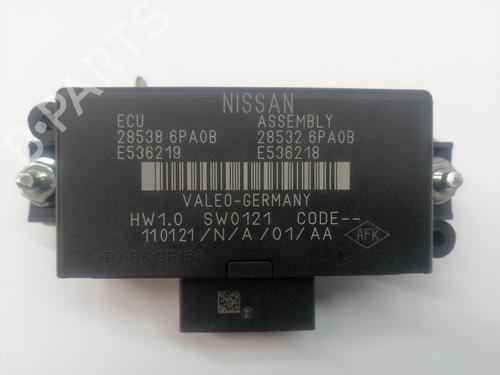 NISSAN
ECU ASSEMBLY
28538 6PA0B 28532 6PA0B
E536219 E536218
VALEO-GERMANY
HW1.0 SW0121 CODE--
110121/N/A/01/AA
AFK
B-PARTS